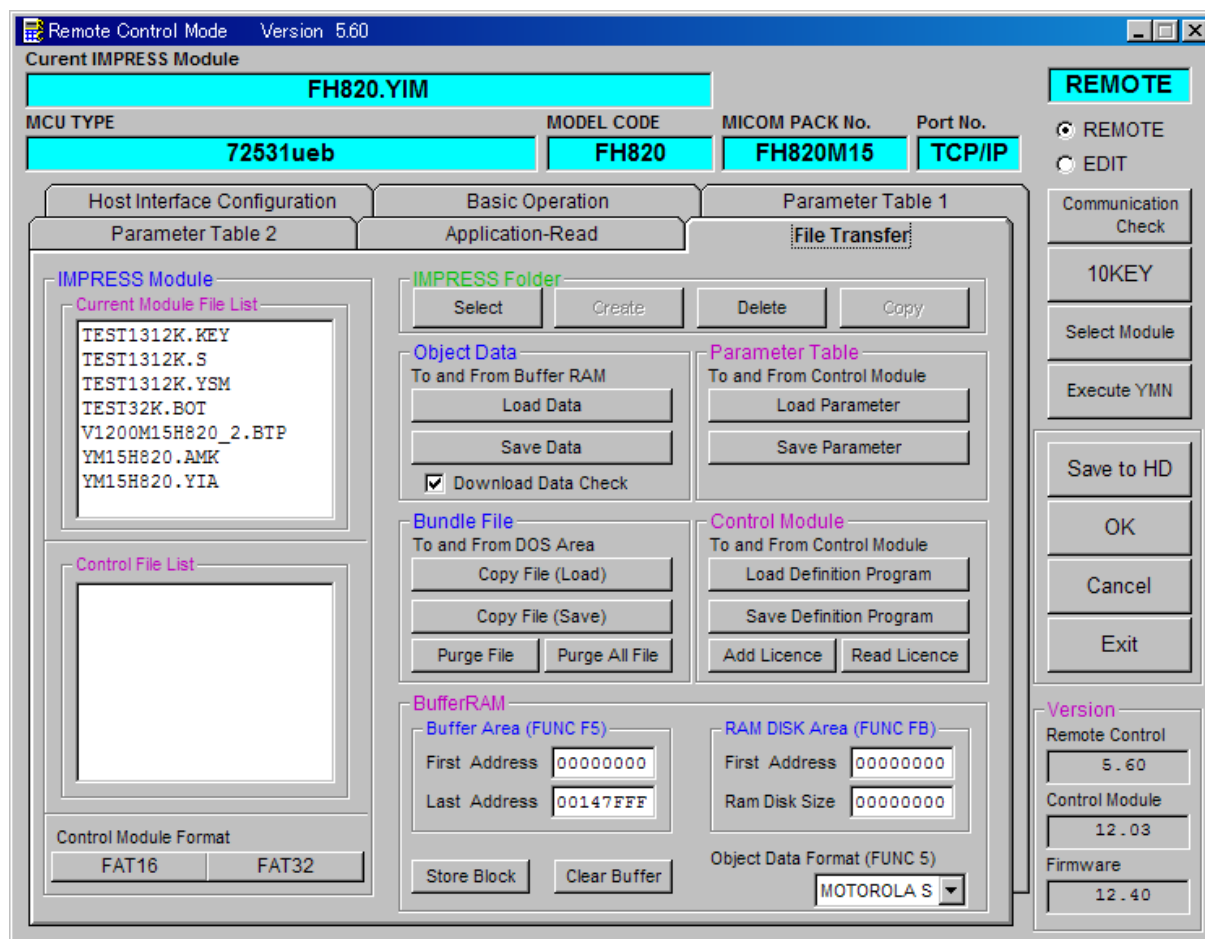 Remote Control Mode Version 5.60
Curent IMPRESS Module
FH820.YIM
REMOTE
MCU TYPE
MODEL CODE
MICOM PACK No.
Port No.
72531ueb
FH820
FH820M15
TCP/IP
REMOTE
EDIT
Host Interface Configuration
Basic Operation
Parameter Table 1
Parameter Table 2
Application-Read
File Transfer
Communication
Check
10KEY
Select Module
Execute YMN
IMPRESS Module
Current Module File List
TEST1312K.KEY
TEST1312K.S
TEST1312K.YSM
TEST32K.BOT
V1200M15H820_2.BTP
YM15H820.AMK
YM15H820.YIA
Control File List
Control Module Format
FAT16
FAT32
IMPRESS Folder
Select
Create
Delete
Copy
Object Data
To and From Buffer RAM
Load Data
Save Data
Download Data Check
Parameter Table
To and From Control Module
Load Parameter
Save Parameter
Bundle File
To and From DOS Area
Copy File (Load)
Copy File (Save)
Purge File
Purge All File
Control Module
To and From Control Module
Load Definition Program
Save Definition Program
Add Licence
Read Licence
BufferRAM
Buffer Area (FUNC F5)
First Address 00000000
Last Address 00147FFF
RAM DISK Area (FUNC FB)
First Address 00000000
Ram Disk Size 00000000
Store Block
Clear Buffer
Object Data Format (FUNC 5)
MOTOROLA S
Save to HD
OK
Cancel
Exit
Version
Remote Control
5.60
Control Module
12.03
Firmware
12.40